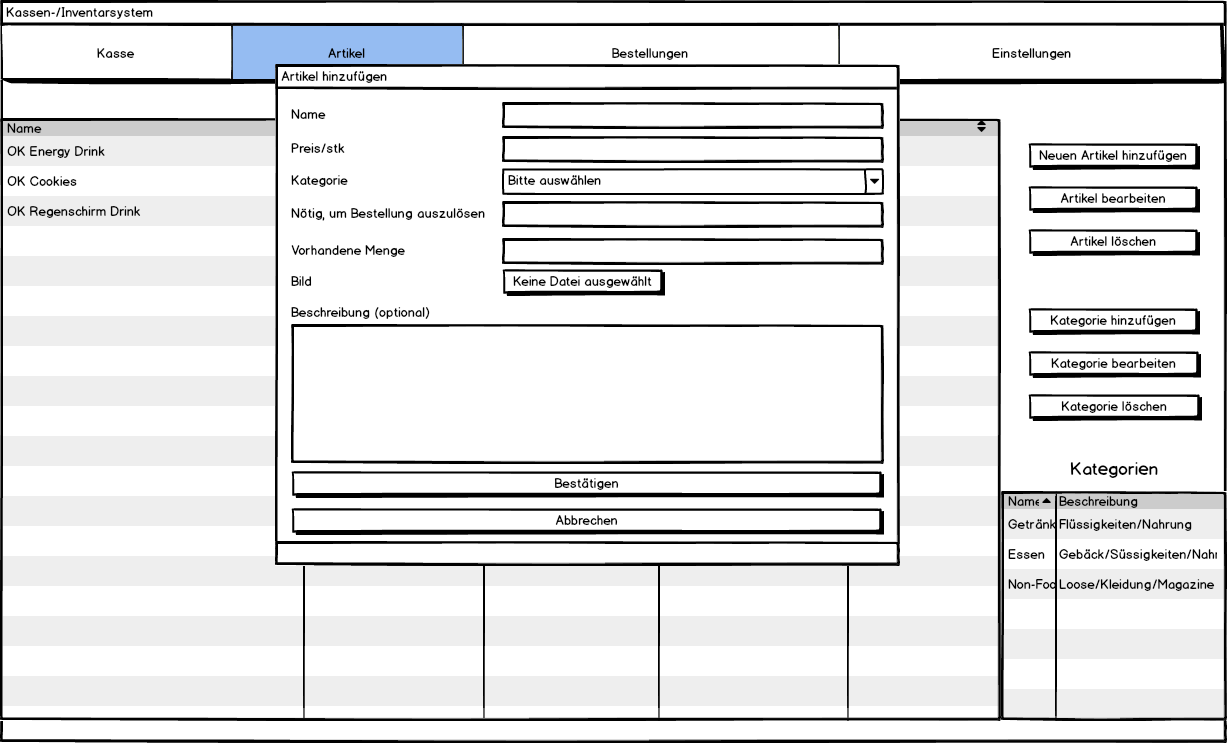 Kassen-/Inventarsystem
Kasse
Artikel
Bestellungen
Einstellungen
Artikel hinzufügen
Name
Preis/stk
Kategorie
Bitte auswählen
Nötig, um Bestellung auszulösen
Vorhandene Menge
Bild
Keine Datei ausgewählt
Beschreibung (optional)
Bestätigen
Abbrechen
Name
OK Energy Drink
OK Cookies
OK Regenschirm Drink
Neuen Artikel hinzufügen
Artikel bearbeiten
Artikel löschen
Kategorie hinzufügen
Kategorie bearbeiten
Kategorie löschen
Kategorien
Name Beschreibung
Getränk Flüssigkeiten/Nahrung
Essen Gebäck/Süssigkeiten/Nahr
Non-Foo Loose/Kleidung/Magazine